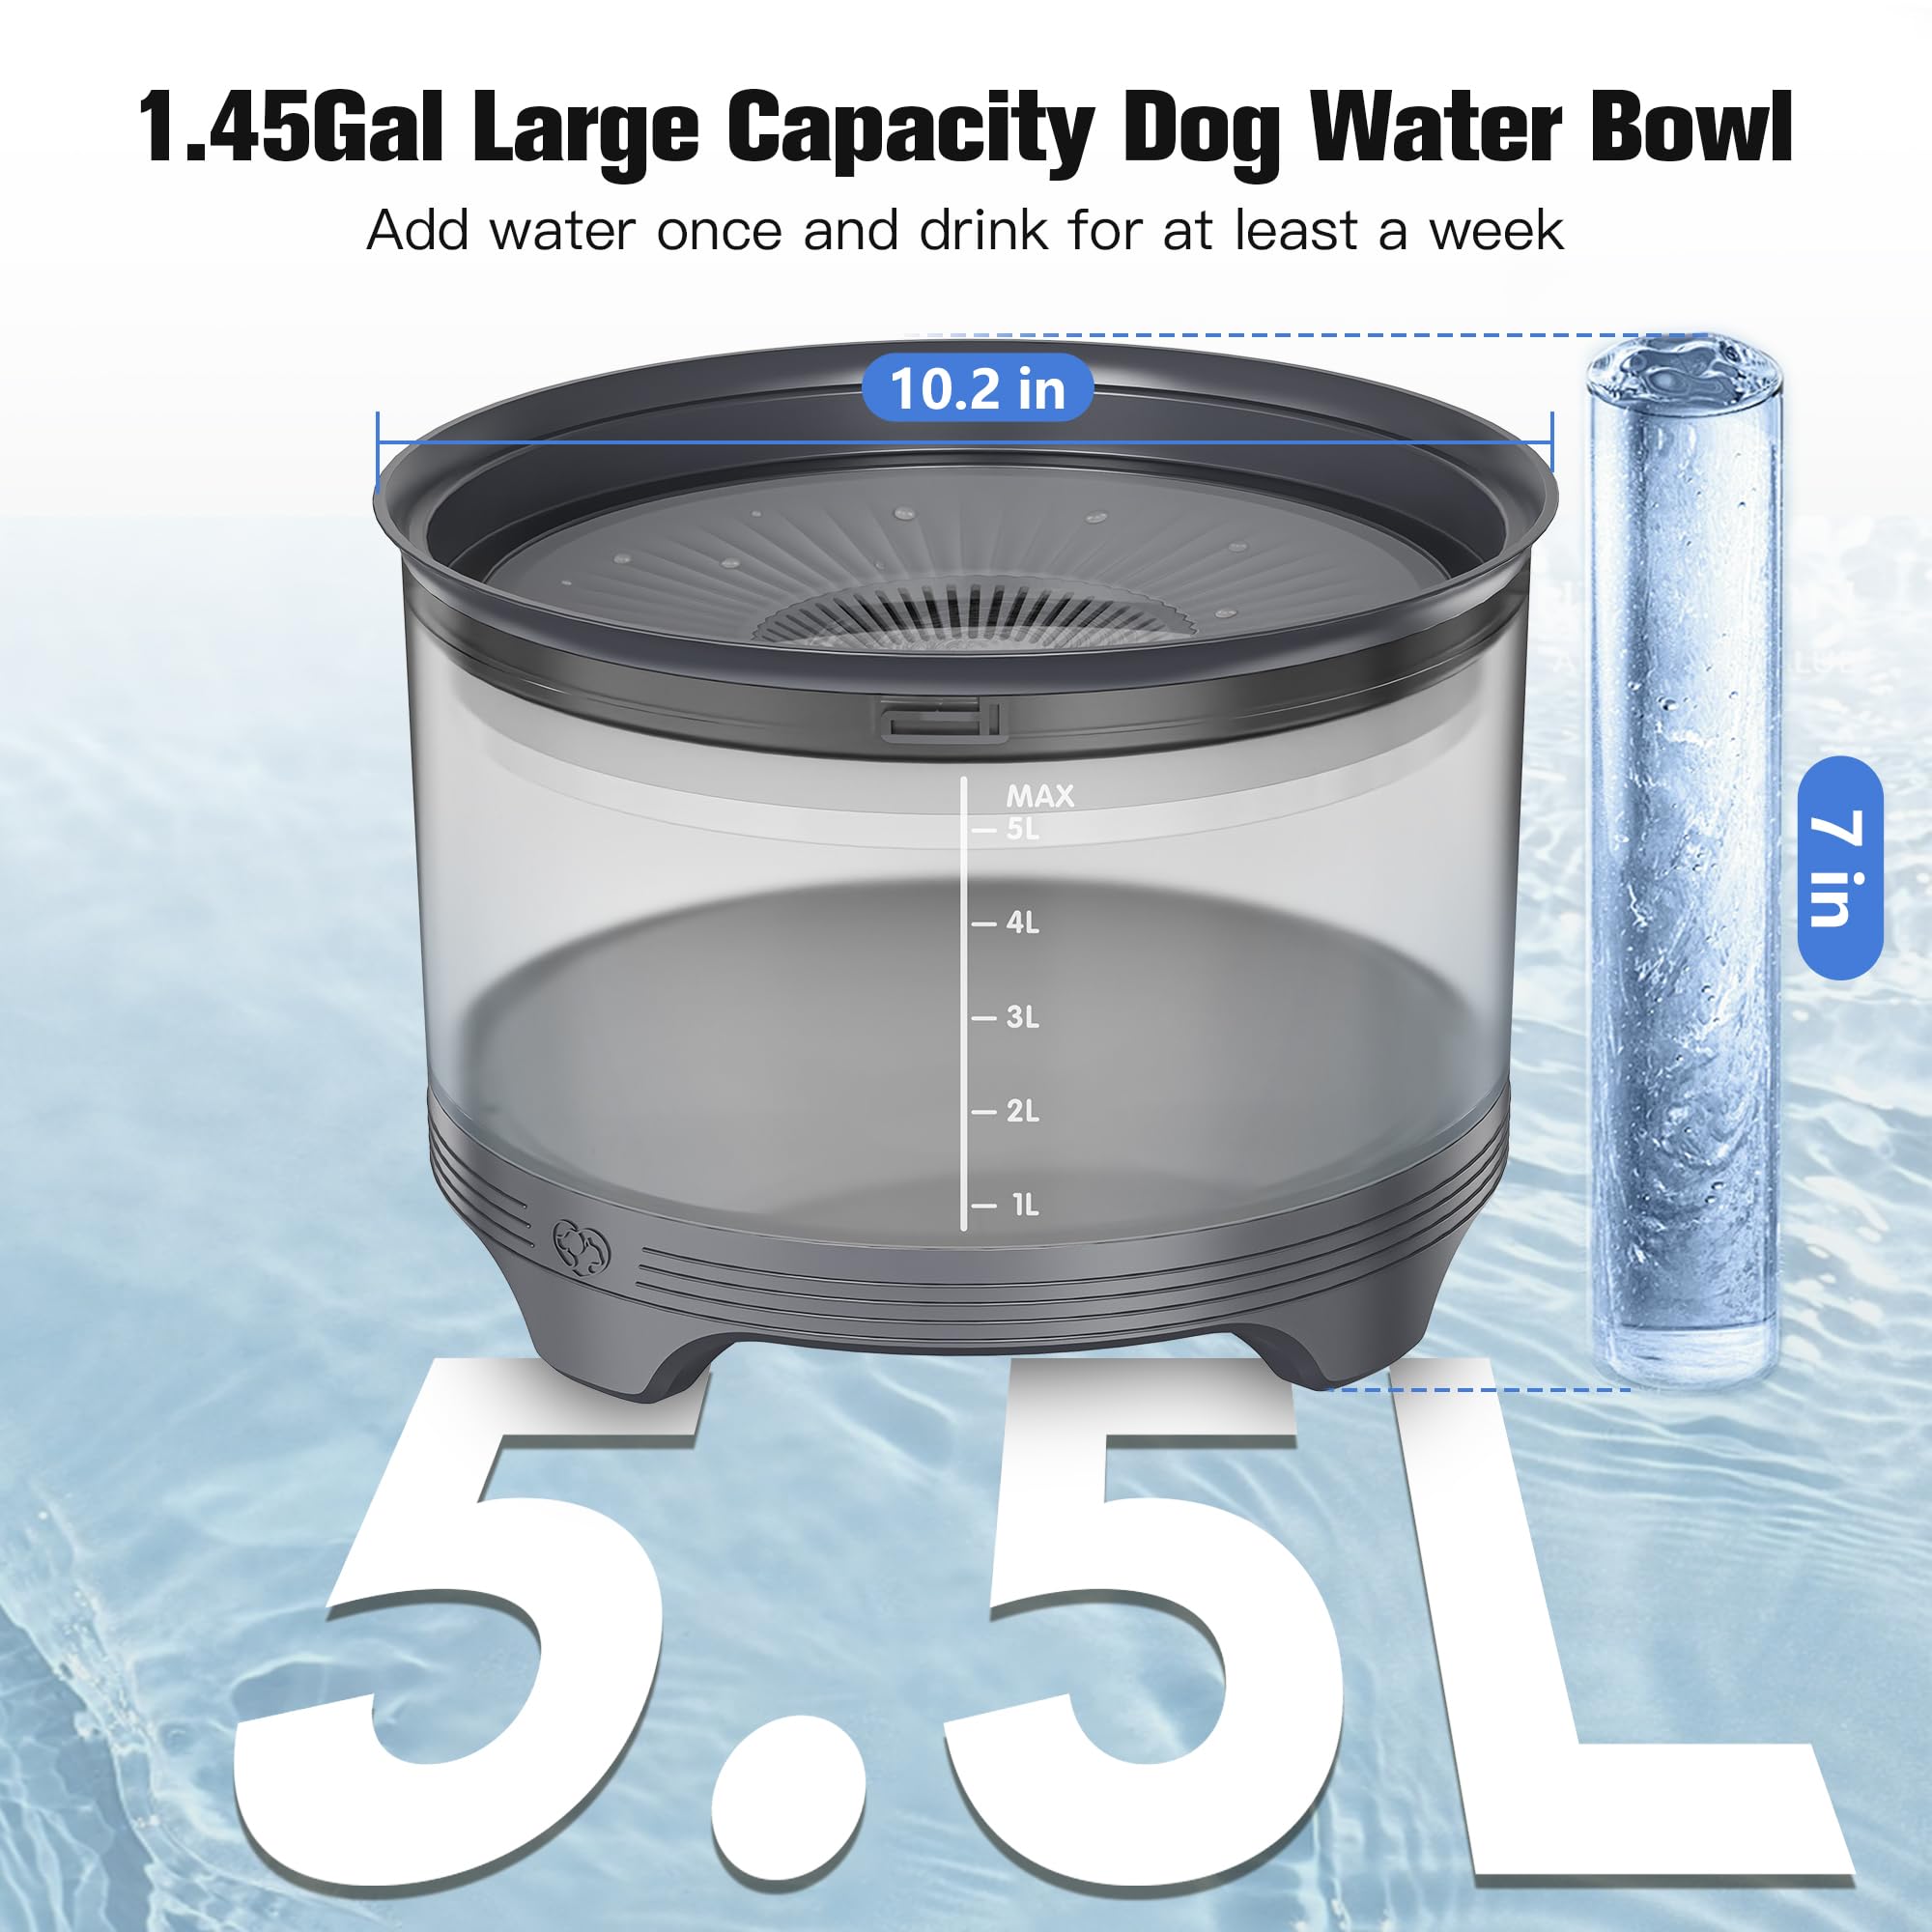 1.45Gal Large Capacity Dog Water Bowl
Add water once and drink for at least a week
10.2 in
MAX
5L
4L
3L
2L
1L
7 in
5.5L